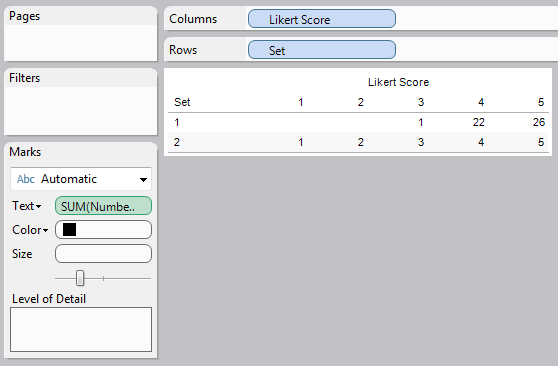 Pages
Columns Likert Score
Rows Set
Filters
Likert Score
Set 1 2 3 4 5
1 1 22 26
2 1 2 3 4 5
Marks
Abc Automatic
Text SUM(Numbe..
Color
Size
Level of Detail